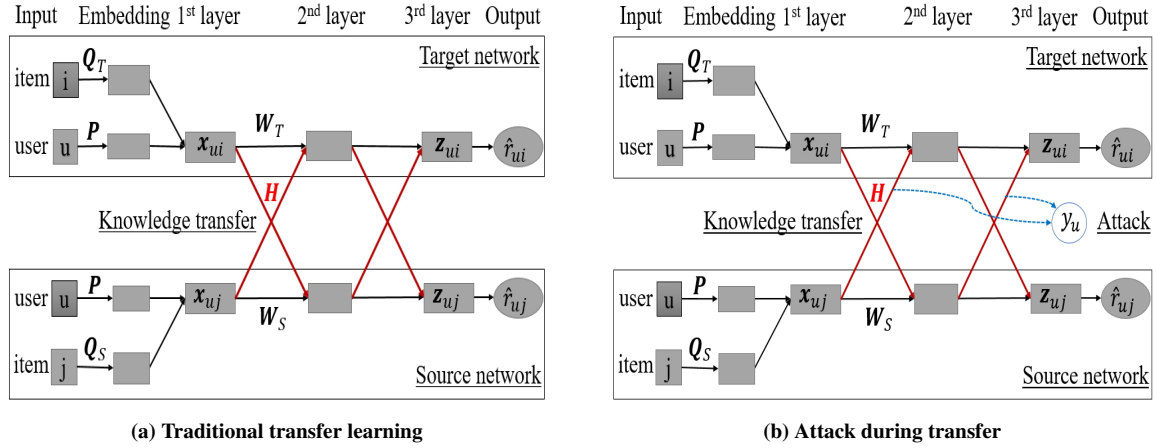 Input Embedding 1st layer 2nd layer 3rd layer Output
Target network
item i Q_T
user u P x_ui W_T z_ui r̂_ui
H
Knowledge transfer
user u P x_uj W_S z_uj r̂_uj
item j Q_S
Source network
(a) Traditional transfer learning
Input Embedding 1st layer 2nd layer 3rd layer Output
Target network
item i Q_T
user u P x_ui W_T z_ui r̂_ui
H
Knowledge transfer y_u Attack
user u P x_uj W_S z_uj r̂_uj
item j Q_S
Source network
(b) Attack during transfer